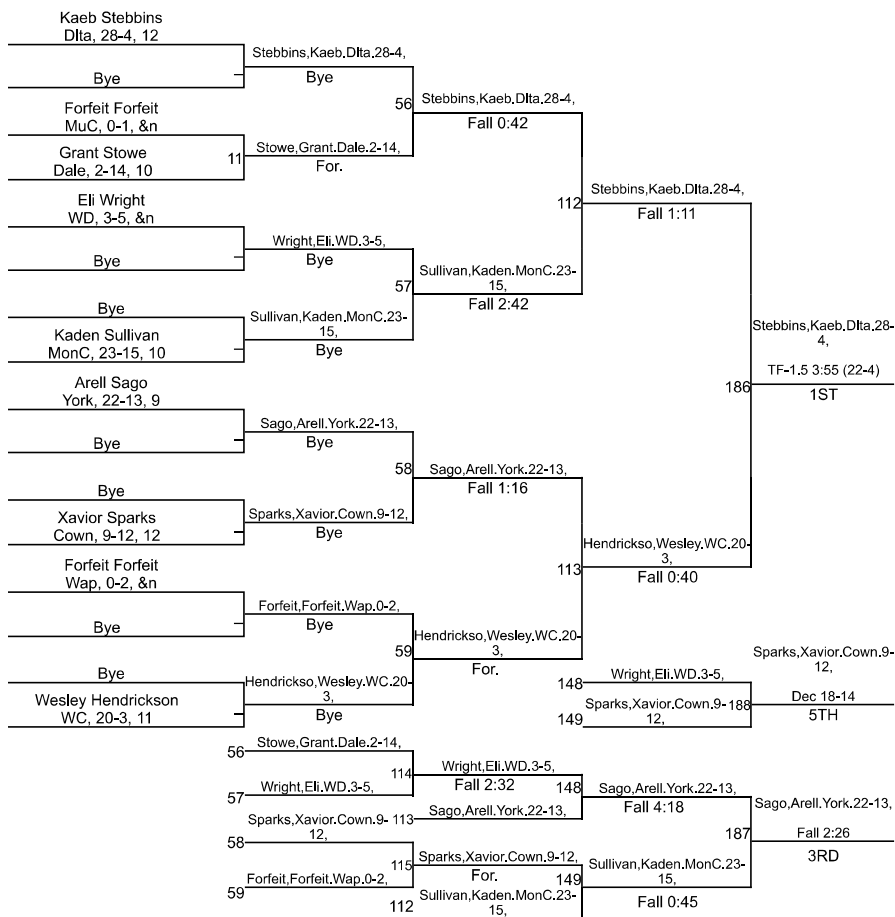 Kaeb Stebbins
Dlta, 28-4, 12
Bye
Forfeit Forfeit
MuC, 0-1, &n
Grant Stowe
Dale, 2-14, 10
Eli Wright
WD, 3-5, &n
Bye
Bye
Kaden Sullivan
MonC, 23-15, 10
Arell Sago
York, 22-13, 9
Bye
Bye
Xavior Sparks
Cown, 9-12, 12
Forfeit Forfeit
Wap, 0-2, &n
Bye
Bye
Wesley Hendrickson
WC, 20-3, 11
Stebbins,Kaeb.Dlta.28-4,
Bye
11
Stowe,Grant.Dale.2-14,
For.
Wright,Eli.WD.3-5,
Bye
Sullivan,Kaden.MonC.23-
15,
Bye
Sago,Arell.York.22-13,
Bye
Sparks,Xavior.Cown.9-12,
Bye
Forfeit,Forfeit.Wap.0-2,
Bye
Hendrickso,Wesley.WC.20-
3,
Bye
56
Stebbins,Kaeb.Dlta.28-4,
Fall 0:42
57
Sullivan,Kaden.MonC.23-
15,
Fall 2:42
58
Sago,Arell.York.22-13,
Fall 1:16
59
Hendrickso,Wesley.WC.20-
3,
For.
112
Stebbins,Kaeb.Dlta.28-4,
Fall 1:11
113
Hendrickso,Wesley.WC.20-
3,
Fall 0:40
186
Stebbins,Kaeb.Dlta.28-
4,
TF-1.5 3:55 (22-4)
1ST
148
Wright,Eli.WD.3-5,
149
Sparks,Xavior.Cown.9-
12,
188
Sparks,Xavior.Cown.9-
12,
Dec 18-14
5TH
56
Stowe,Grant.Dale.2-14,
57
Wright,Eli.WD.3-5,
58
Sparks,Xavior.Cown.9-
12,
59
Forfeit,Forfeit.Wap.0-2,
114
Wright,Eli.WD.3-5,
Fall 2:32
113
Sago,Arell.York.22-13,
115
Sparks,Xavior.Cown.9-12,
For.
112
Sullivan,Kaden.MonC.23-
15,
148
Sago,Arell.York.22-13,
Fall 4:18
149
Sullivan,Kaden.MonC.23-
15,
Fall 0:45
187
Sago,Arell.York.22-13,
Fall 2:26
3RD